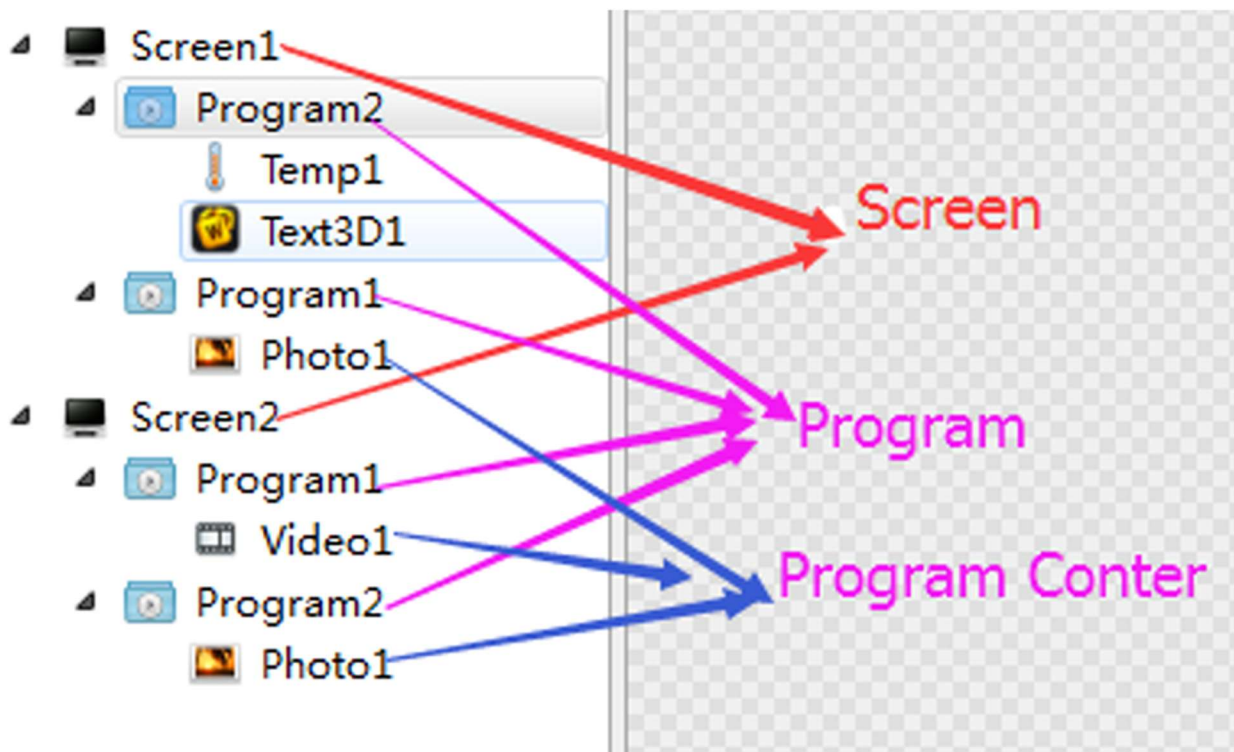 Screen1
Program2
Temp1
Text3D1
Program1
Photo1
Screen2
Program1
Video1
Program2
Photo1
Screen
Program
Program Conter